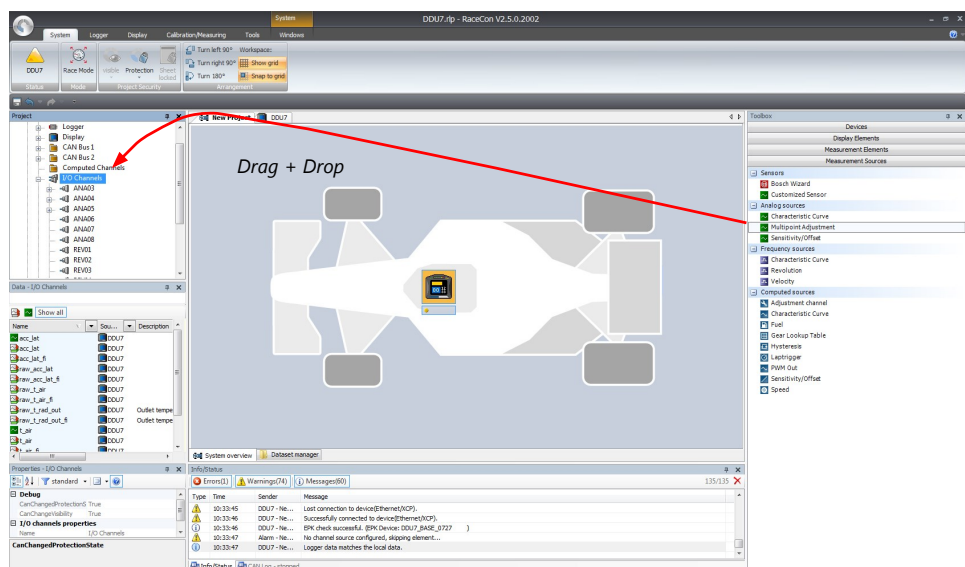 System
DDU7.rlp - RaceCon V2.5.0.2002
System Logger Display Calibration/Measuring Tools Windows
DDU7
Race Mode
visible
Protection
Sheet locked
Turn left 90° Workspace:
Turn right 90° Show grid
Turn 180° Snap to grid
Status Mode Project Security Arrangement
Project
Logger
Display
CAN Bus 1
CAN Bus 2
Computed Channels
I/O Channels
ANA03
ANA04
ANA05
ANA06
ANA07
ANA08
REV01
REV02
REV03
New Project DDU7
Drag + Drop
System overview Dataset manager
Toolbox
Devices
Display Elements
Measurement Elements
Measurement Sources
Sensors
Bosch Wizard
Customized Sensor
Analog sources
Characteristic Curve
Multipoint Adjustment
Sensitivity/Offset
Frequency sources
Characteristic Curve
Revolution
Velocity
Computed sources
Adjustment channel
Characteristic Curve
Fuel
Gear Lookup Table
Hysteresis
Laptrigger
PWM Out
Sensitivity/Offset
Speed
Data - I/O Channels
Show all
Name Sou... Description
acc_lat DDU7
acc_lat DDU7
acc_lat_fi DDU7
raw_acc_lat DDU7
raw_acc_lat_fi DDU7
raw_t_air DDU7
raw_t_air_fi DDU7
raw_t_rad_out DDU7 Outlet tempe
raw_t_rad_out_fi DDU7 Outlet tempe
t_air DDU7
t_air DDU7
t_air_fi DDU7
Properties - I/O Channels
standard
Debug
CanChangedProtectionS True
CanChangeVisibility True
I/O channels properties
Name I/O Channels
CanChangedProtectionState
Info/Status
Errors(1) Warnings(74) Messages(60) 135/135
Type Time Sender Message
10:33:45 DDU7 - Ne... Lost connection to device(Ethernet/XCP).
10:33:46 DDU7 - Ne... Successfully connected to device(Ethernet/XCP).
10:33:46 DDU7 - Ne... EPK check successful. (EPK Device: DDU7_BASE_0727 )
10:33:47 Alarm - Ne... No channel source configured, skipping element...
10:33:47 DDU7 - Ne... Logger data matches the local data.
Info/Status CAN Log - stopped